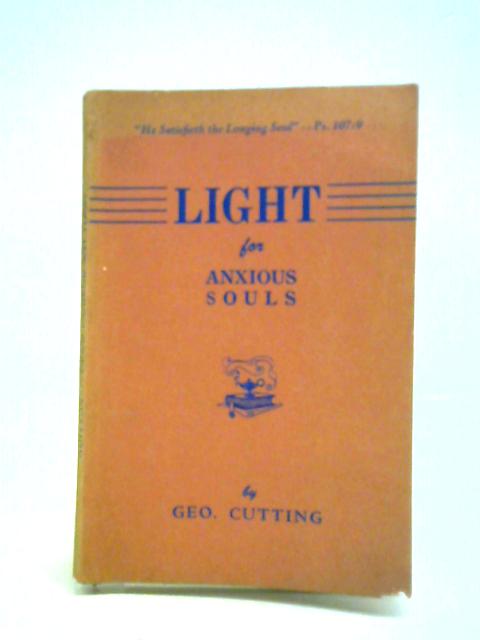 "He Satisfieth the Longing Soul"--Ps. 107:9
LIGHT
for
ANXIOUS
SOULS
by
GEO. CUTTING